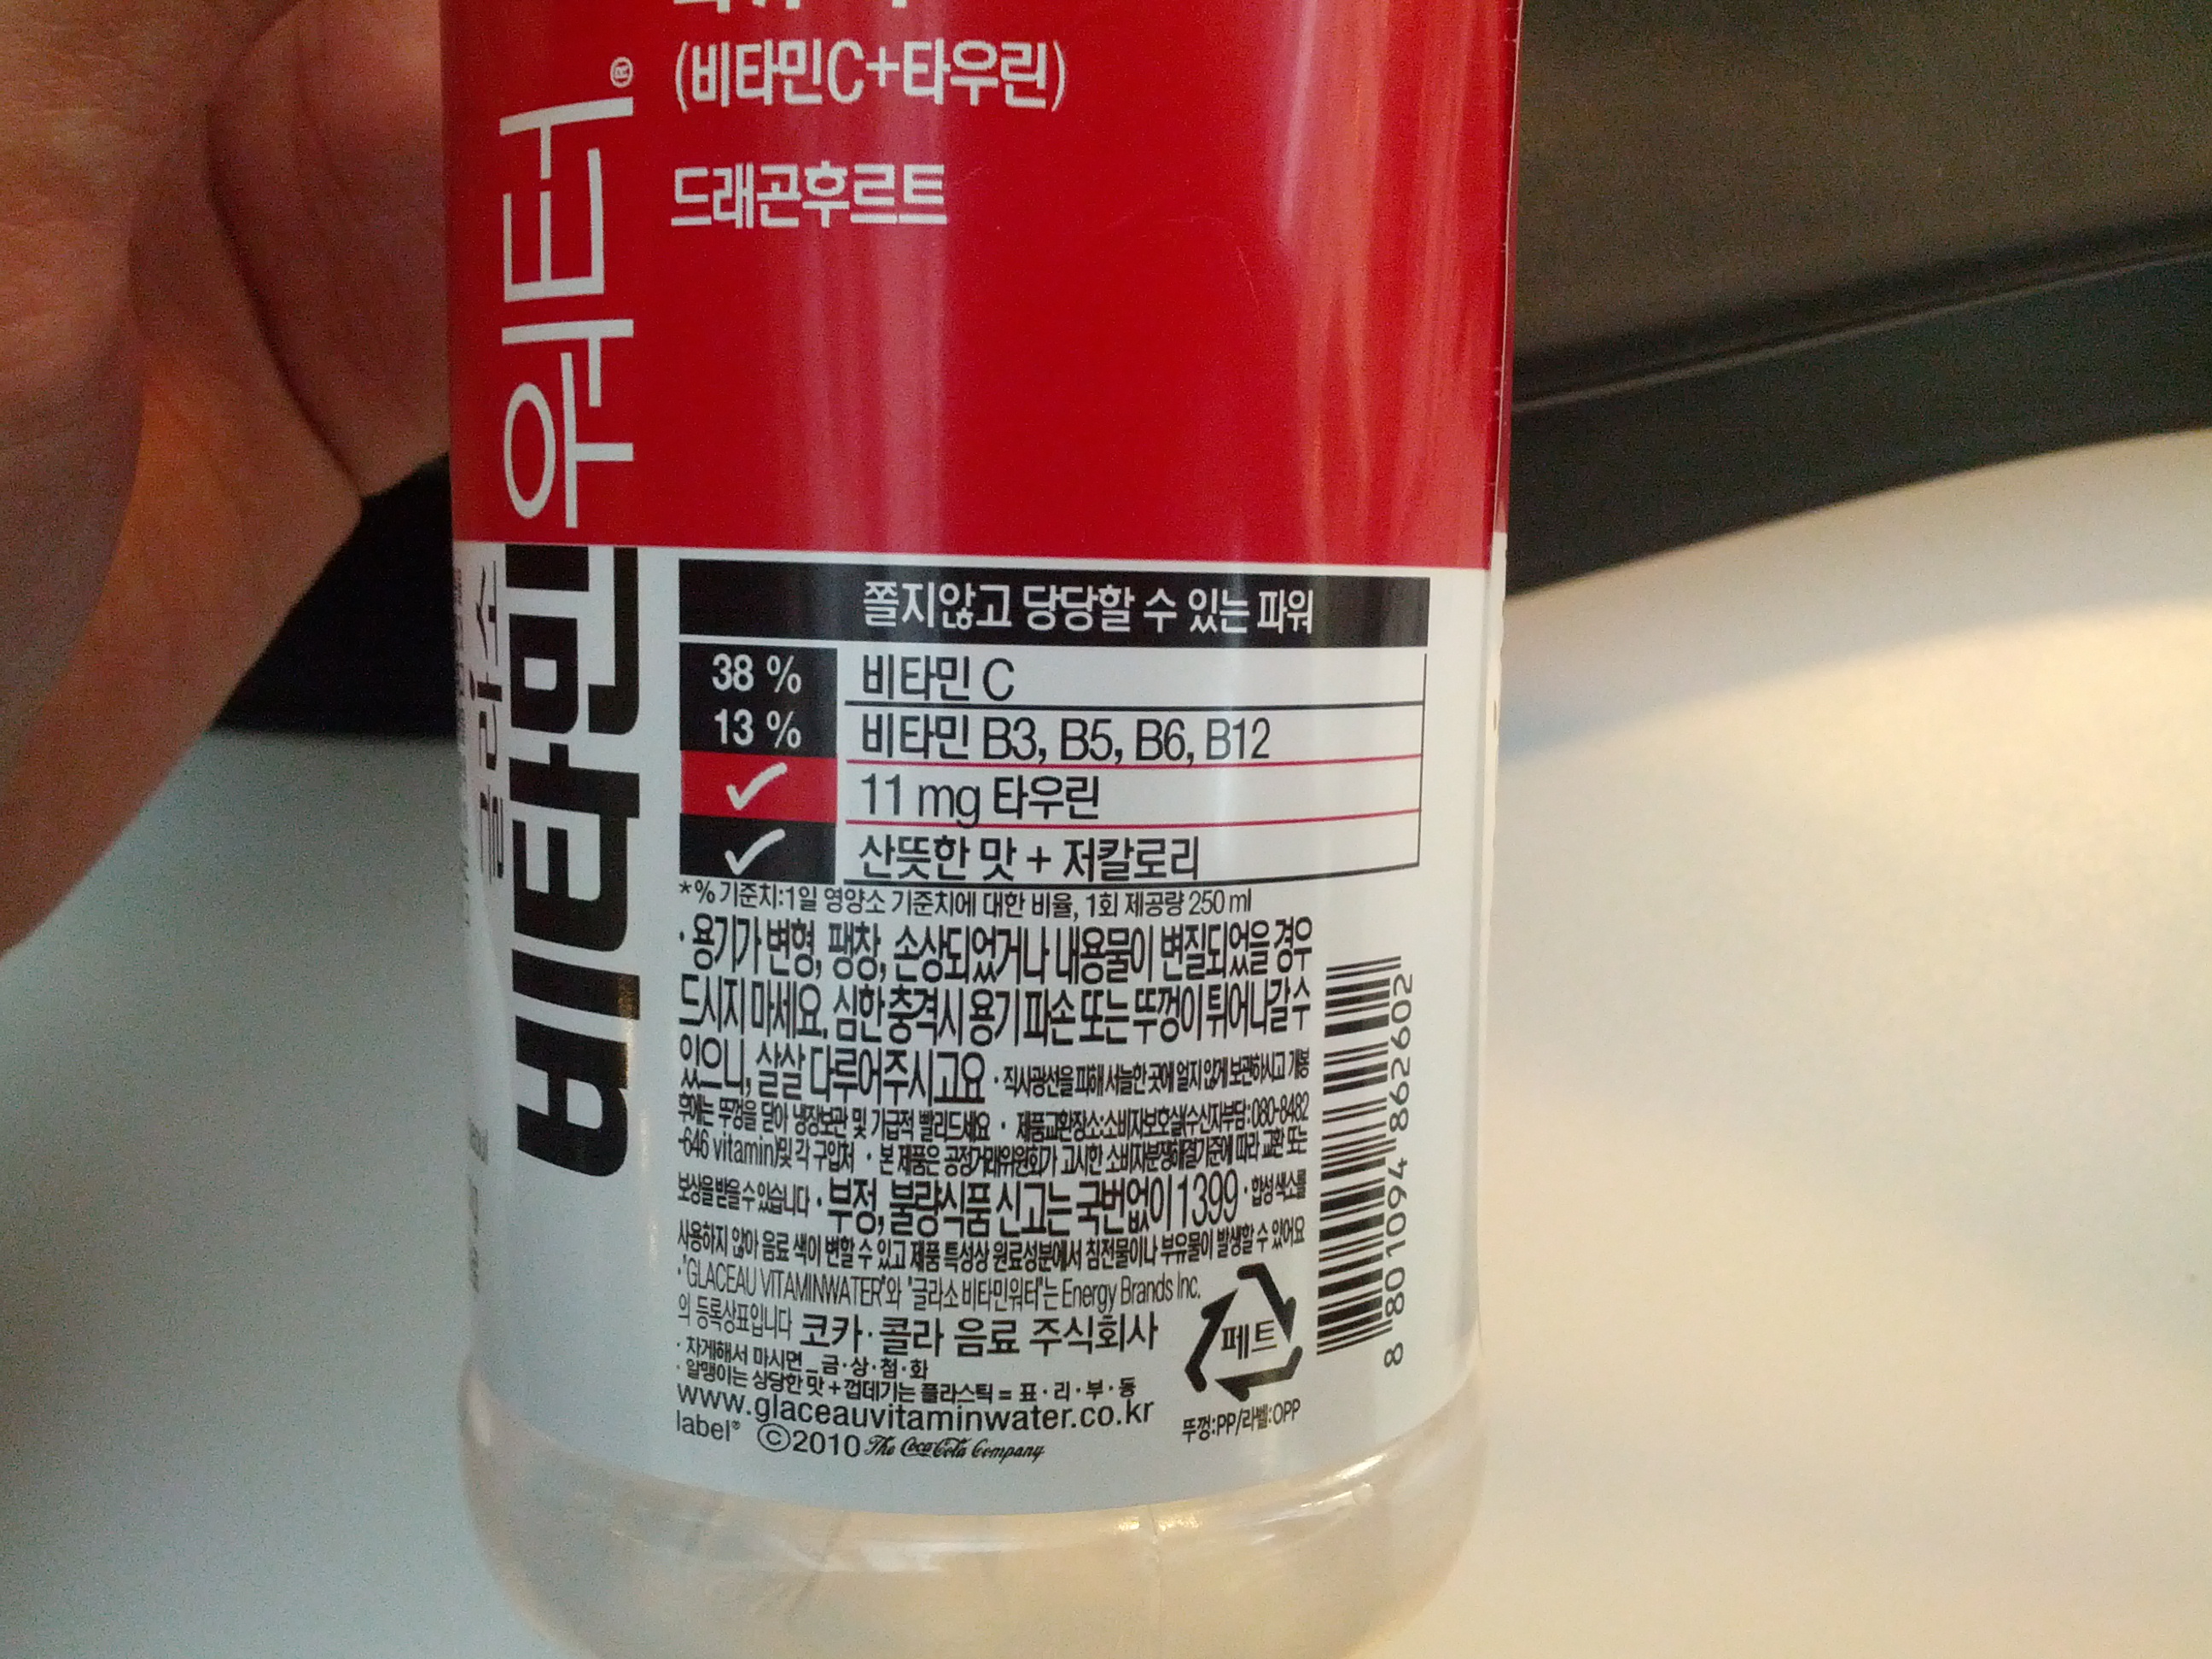 (비타민C+타우린)
드래곤후르트
글라소
비타민워터®
쫄지않고 당당할 수 있는 파워
38 % 비타민 C
13 % 비타민 B3, B5, B6, B12
✓ 11 mg 타우린
✓ 산뜻한 맛 + 저칼로리
*% 기준치:1일 영양소 기준치에 대한 비율, 1회 제공량 250 ml
·용기가 변형, 팽창, 손상되었거나 내용물이 변질되었을 경우
드시지 마세요. 심한 충격시 용기 파손 또는 뚜껑이 튀어나갈 수
있으니, 살살 다루어주시고요 ·직사광선을 피해 서늘한 곳에 얼지 않게 보관하시고 개봉
후에는 뚜껑을 닫아 냉장보관 및 가급적 빨리드세요 · 제품교환장소:소비자보호실(수신자부담:080-8482
-646 vitamin)및 각 구입처 · 본 제품은 공정거래위원회가 고시한 소비자분쟁해결기준에 따라 교환 또는
보상을 받을 수 있습니다 ·부정, 불량식품 신고는 국번없이 1399 ·합성색소를
사용하지 않아 음료 색이 변할 수 있고 제품 특성상 원료성분에서 침전물이나 부유물이 발생할 수 있어요
·"GLACEAU VITAMINWATER"와 "글라소 비타민워터"는 Energy Brands Inc.
의 등록상표입니다 코카·콜라 음료 주식회사
·차게해서 마시면_금·상·첨·화
·알맹이는 상당한 맛+껍데기는 플라스틱=표·리·부·동
www.glaceauvitaminwater.co.kr
label® ©2010 The Coca-Cola Company
페트
뚜껑:PP/라벨:OPP
8 801094 862602